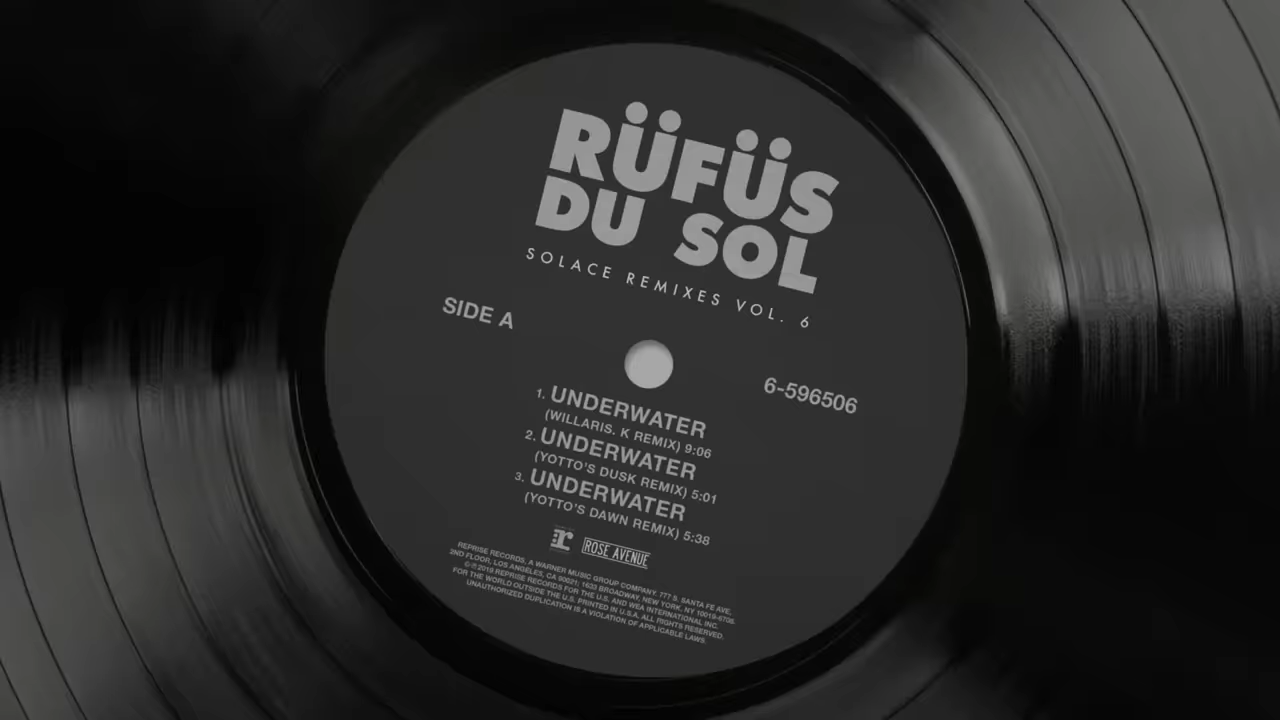 RÜFÜS
DU SOL
SOLACE REMIXES VOL. 6
SIDE A
6-596506
1. UNDERWATER
(WILLARIS. K REMIX) 9:06
2. UNDERWATER
(YOTTO'S DUSK REMIX) 5:01
3. UNDERWATER
(YOTTO'S DAWN REMIX) 5:38
r ROSE AVENUE
REPRISE RECORDS, A WARNER MUSIC GROUP COMPANY. 777 S. SANTA FE AVE,
2ND FLOOR, LOS ANGELES, CA 90021; 1633 BROADWAY, NEW YORK, NY 10019-6708.
©℗ 2019 REPRISE RECORDS FOR THE U.S. AND WEA INTERNATIONAL INC.
FOR THE WORLD OUTSIDE THE U.S. PRINTED IN U.S.A. ALL RIGHTS RESERVED.
UNAUTHORIZED DUPLICATION IS A VIOLATION OF APPLICABLE LAWS.